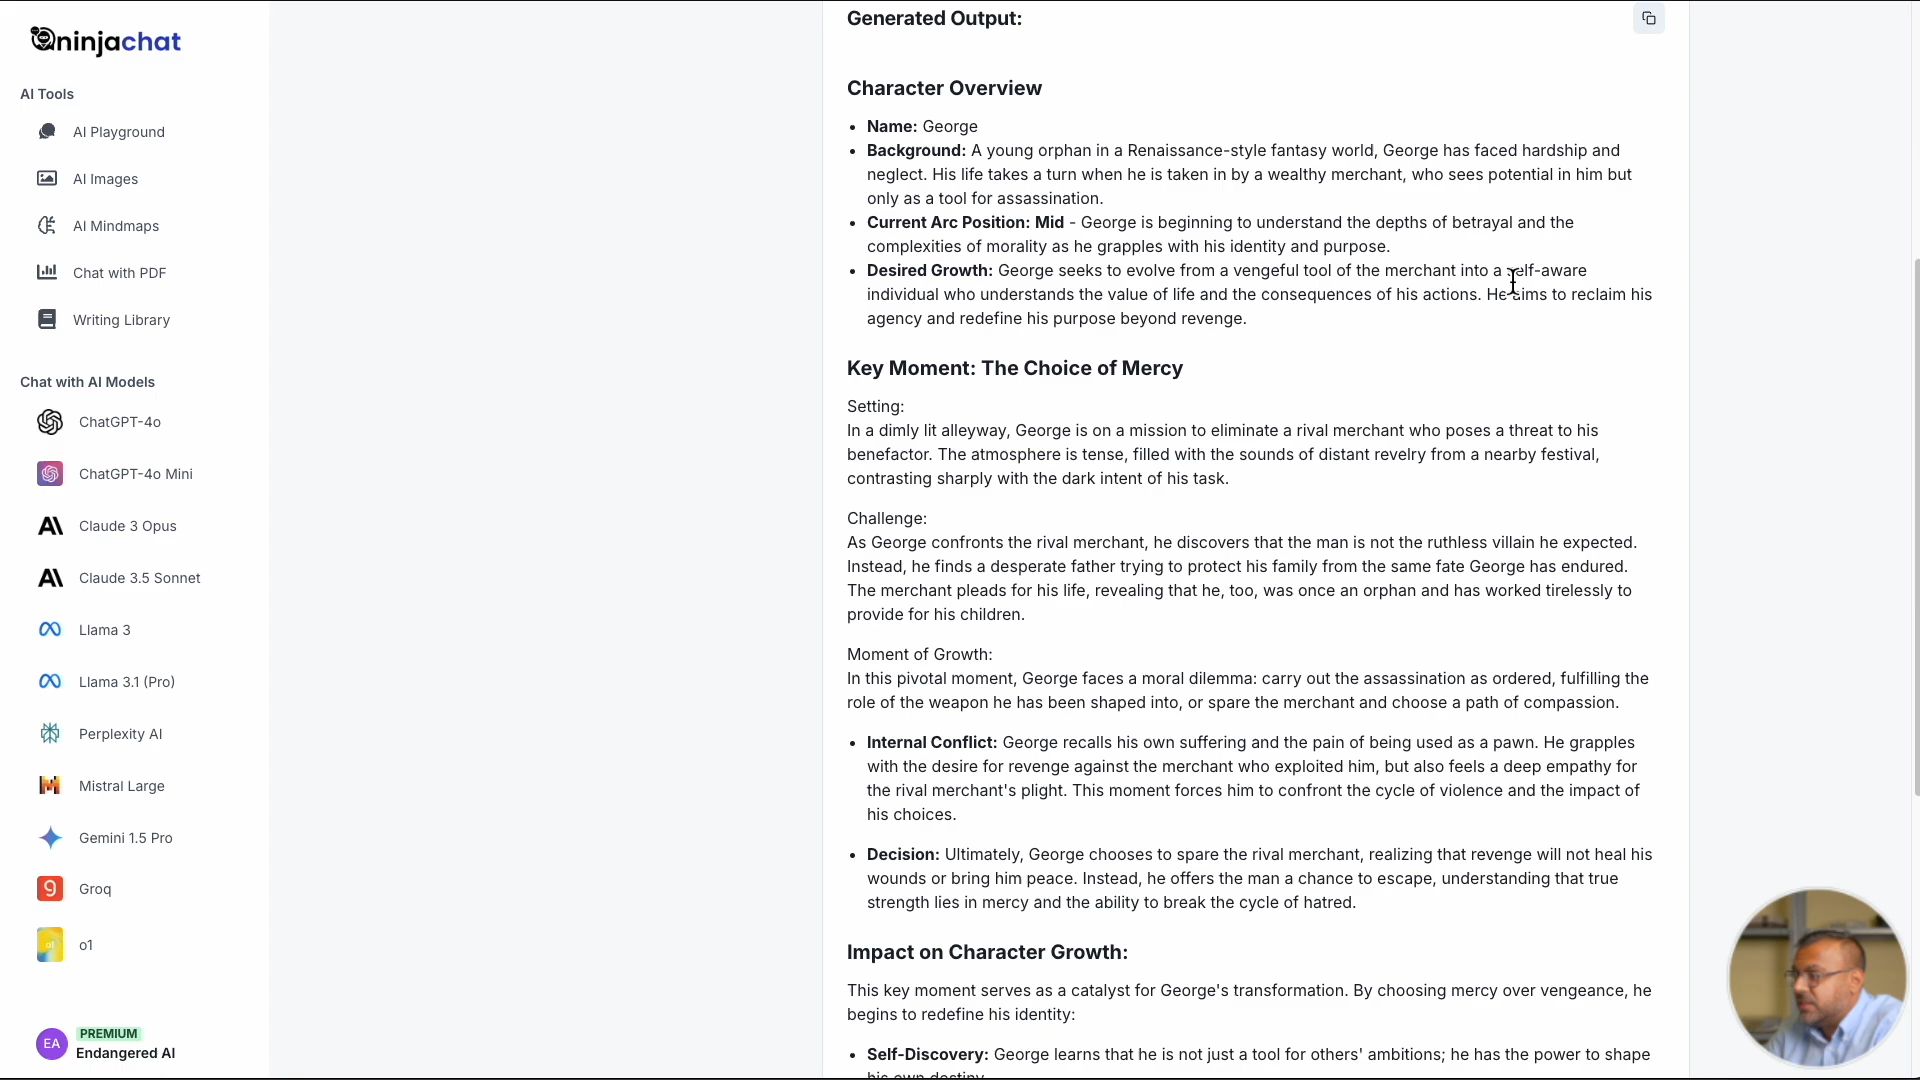 ninjachat
AI Tools
AI Playground
AI Images
AI Mindmaps
Chat with PDF
Writing Library
Chat with AI Models
ChatGPT-4o
ChatGPT-4o Mini
Claude 3 Opus
Claude 3.5 Sonnet
Llama 3
Llama 3.1 (Pro)
Perplexity AI
Mistral Large
Gemini 1.5 Pro
Groq
o1
o1
EA
PREMIUM
Endangered AI
Generated Output:
Character Overview
• Name: George
• Background: A young orphan in a Renaissance-style fantasy world, George has faced hardship and
neglect. His life takes a turn when he is taken in by a wealthy merchant, who sees potential in him but
only as a tool for assassination.
• Current Arc Position: Mid - George is beginning to understand the depths of betrayal and the
complexities of morality as he grapples with his identity and purpose.
• Desired Growth: George seeks to evolve from a vengeful tool of the merchant into a self-aware
individual who understands the value of life and the consequences of his actions. He aims to reclaim his
agency and redefine his purpose beyond revenge.
Key Moment: The Choice of Mercy
Setting:
In a dimly lit alleyway, George is on a mission to eliminate a rival merchant who poses a threat to his
benefactor. The atmosphere is tense, filled with the sounds of distant revelry from a nearby festival,
contrasting sharply with the dark intent of his task.
Challenge:
As George confronts the rival merchant, he discovers that the man is not the ruthless villain he expected.
Instead, he finds a desperate father trying to protect his family from the same fate George has endured.
The merchant pleads for his life, revealing that he, too, was once an orphan and has worked tirelessly to
provide for his children.
Moment of Growth:
In this pivotal moment, George faces a moral dilemma: carry out the assassination as ordered, fulfilling the
role of the weapon he has been shaped into, or spare the merchant and choose a path of compassion.
• Internal Conflict: George recalls his own suffering and the pain of being used as a pawn. He grapples
with the desire for revenge against the merchant who exploited him, but also feels a deep empathy for
the rival merchant's plight. This moment forces him to confront the cycle of violence and the impact of
his choices.
• Decision: Ultimately, George chooses to spare the rival merchant, realizing that revenge will not heal his
wounds or bring him peace. Instead, he offers the man a chance to escape, understanding that true
strength lies in mercy and the ability to break the cycle of hatred.
Impact on Character Growth:
This key moment serves as a catalyst for George's transformation. By choosing mercy over vengeance, he
begins to redefine his identity:
• Self-Discovery: George learns that he is not just a tool for others' ambitions; he has the power to shape
his own destiny.